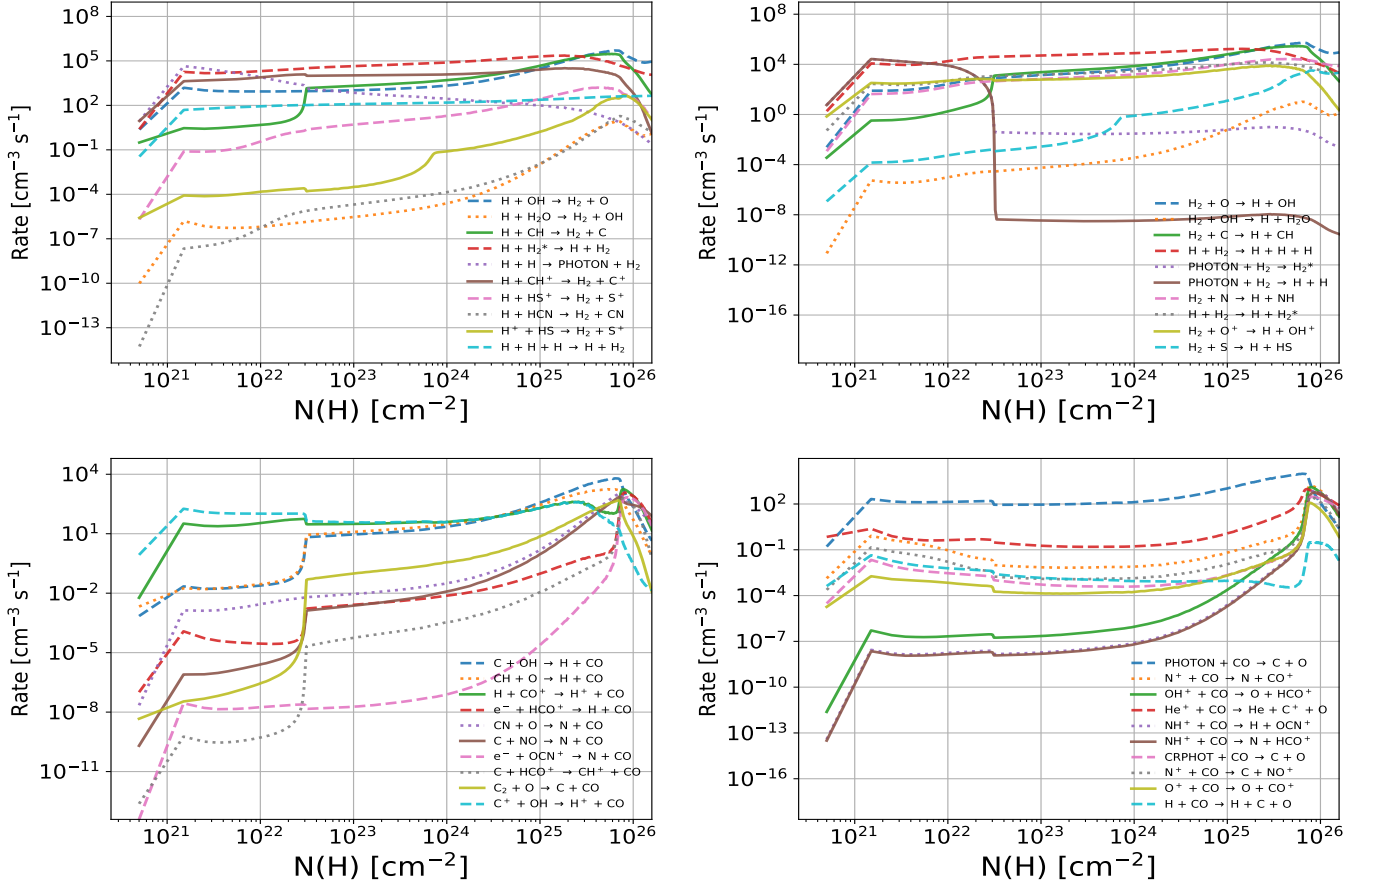 10^8
10^5
10^2
10^-1
10^-4
10^-7
10^-10
10^-13
Rate [cm^-3 s^-1]
H + OH → H₂ + O
H + H₂O → H₂ + OH
H + CH → H₂ + C
H + H₂* → H + H₂
H + H → PHOTON + H₂
H + CH⁺ → H₂ + C⁺
H + HS⁺ → H₂ + S⁺
H + HCN → H₂ + CN
H⁺ + HS → H₂ + S⁺
H + H + H → H + H₂
10^21 10^22 10^23 10^24 10^25 10^26
N(H) [cm^-2]
10^8
10^4
10^0
10^-4
10^-8
10^-12
10^-16
Rate [cm^-3 s^-1]
H₂ + O → H + OH
H₂ + OH → H + H₂O
H₂ + C → H + CH
H + H₂ → H + H + H
PHOTON + H₂ → H₂*
PHOTON + H₂ → H + H
H₂ + N → H + NH
H + H₂ → H + H₂*
H₂ + O⁺ → H + OH⁺
H₂ + S → H + HS
10^21 10^22 10^23 10^24 10^25 10^26
N(H) [cm^-2]
10^4
10^1
10^-2
10^-5
10^-8
10^-11
Rate [cm^-3 s^-1]
C + OH → H + CO
CH + O → H + CO
H + CO⁺ → H⁺ + CO
e⁻ + HCO⁺ → H + CO
CN + O → N + CO
C + NO → N + CO
e⁻ + OCN⁺ → N + CO
C + HCO⁺ → CH⁺ + CO
C₂ + O → C + CO
C⁺ + OH → H⁺ + CO
10^21 10^22 10^23 10^24 10^25 10^26
N(H) [cm^-2]
10^2
10^-1
10^-4
10^-7
10^-10
10^-13
10^-16
Rate [cm^-3 s^-1]
PHOTON + CO → C + O
N⁺ + CO → N + CO⁺
OH⁺ + CO → O + HCO⁺
He⁺ + CO → He + C⁺ + O
NH⁺ + CO → H + OCN⁺
NH⁺ + CO → N + HCO⁺
CRPHOT + CO → C + O
N⁺ + CO → C + NO⁺
O⁺ + CO → O + CO⁺
H + CO → H + C + O
10^21 10^22 10^23 10^24 10^25 10^26
N(H) [cm^-2]